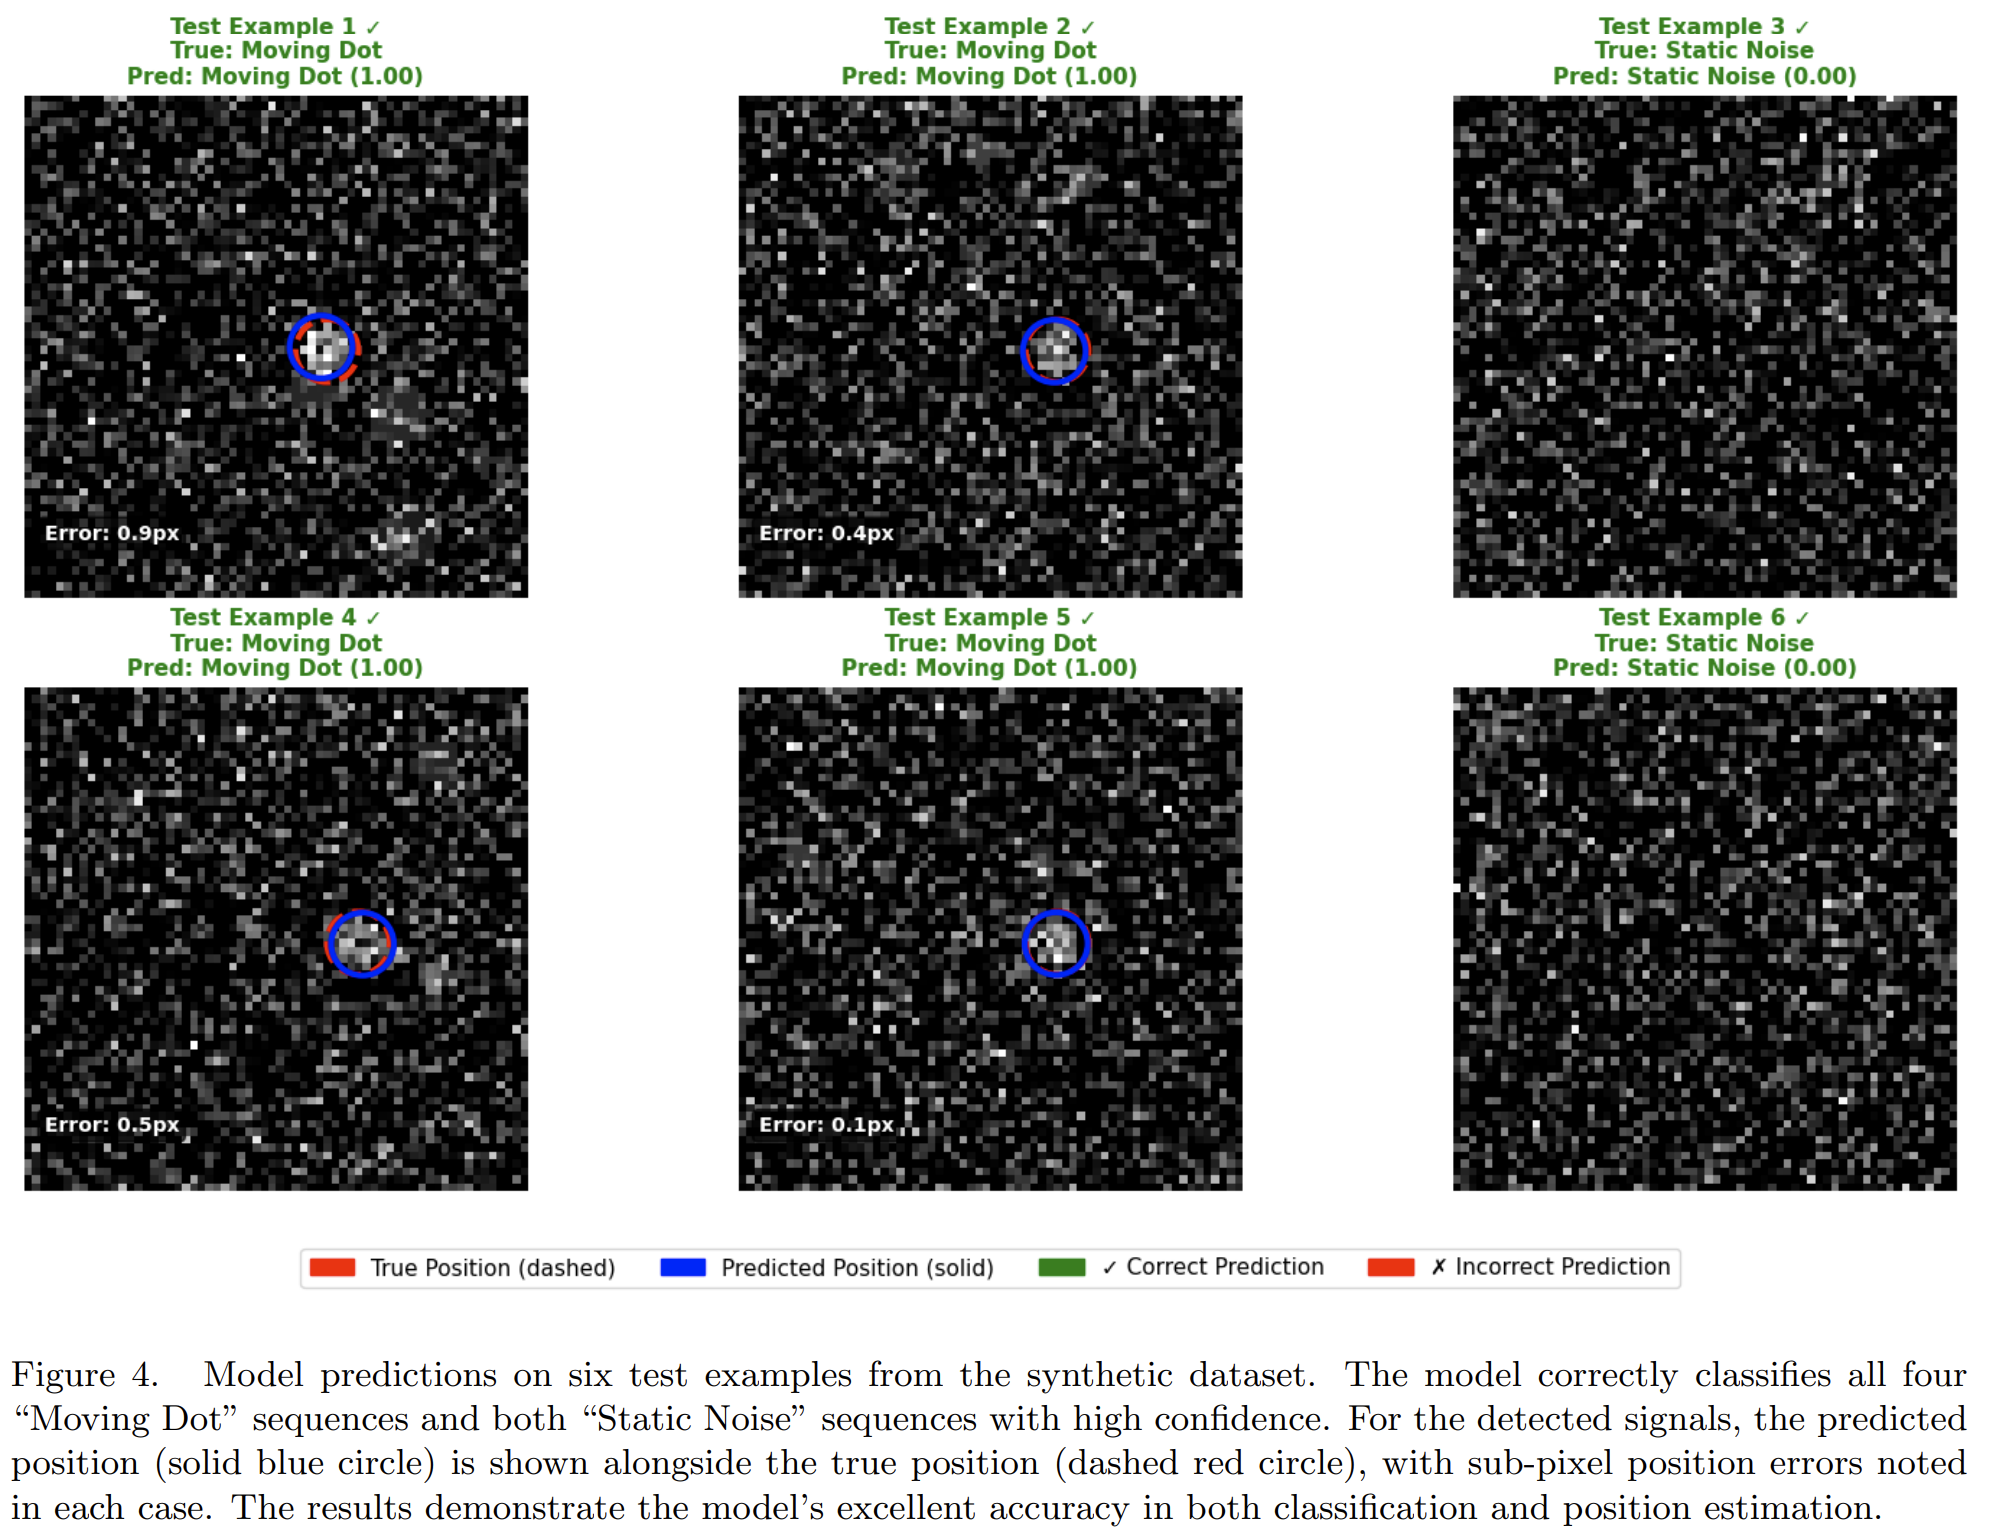 Test Example 1 ✓
True: Moving Dot
Pred: Moving Dot (1.00)
Error: 0.9px
Test Example 2 ✓
True: Moving Dot
Pred: Moving Dot (1.00)
Error: 0.4px
Test Example 3 ✓
True: Static Noise
Pred: Static Noise (0.00)
Test Example 4 ✓
True: Moving Dot
Pred: Moving Dot (1.00)
Error: 0.5px
Test Example 5 ✓
True: Moving Dot
Pred: Moving Dot (1.00)
Error: 0.1px
Test Example 6 ✓
True: Static Noise
Pred: Static Noise (0.00)
True Position (dashed)
Predicted Position (solid)
✓ Correct Prediction
✗ Incorrect Prediction
Figure 4. Model predictions on six test examples from the synthetic dataset. The model correctly classifies all four
“Moving Dot” sequences and both “Static Noise” sequences with high confidence. For the detected signals, the predicted
position (solid blue circle) is shown alongside the true position (dashed red circle), with sub-pixel position errors noted
in each case. The results demonstrate the model’s excellent accuracy in both classification and position estimation.